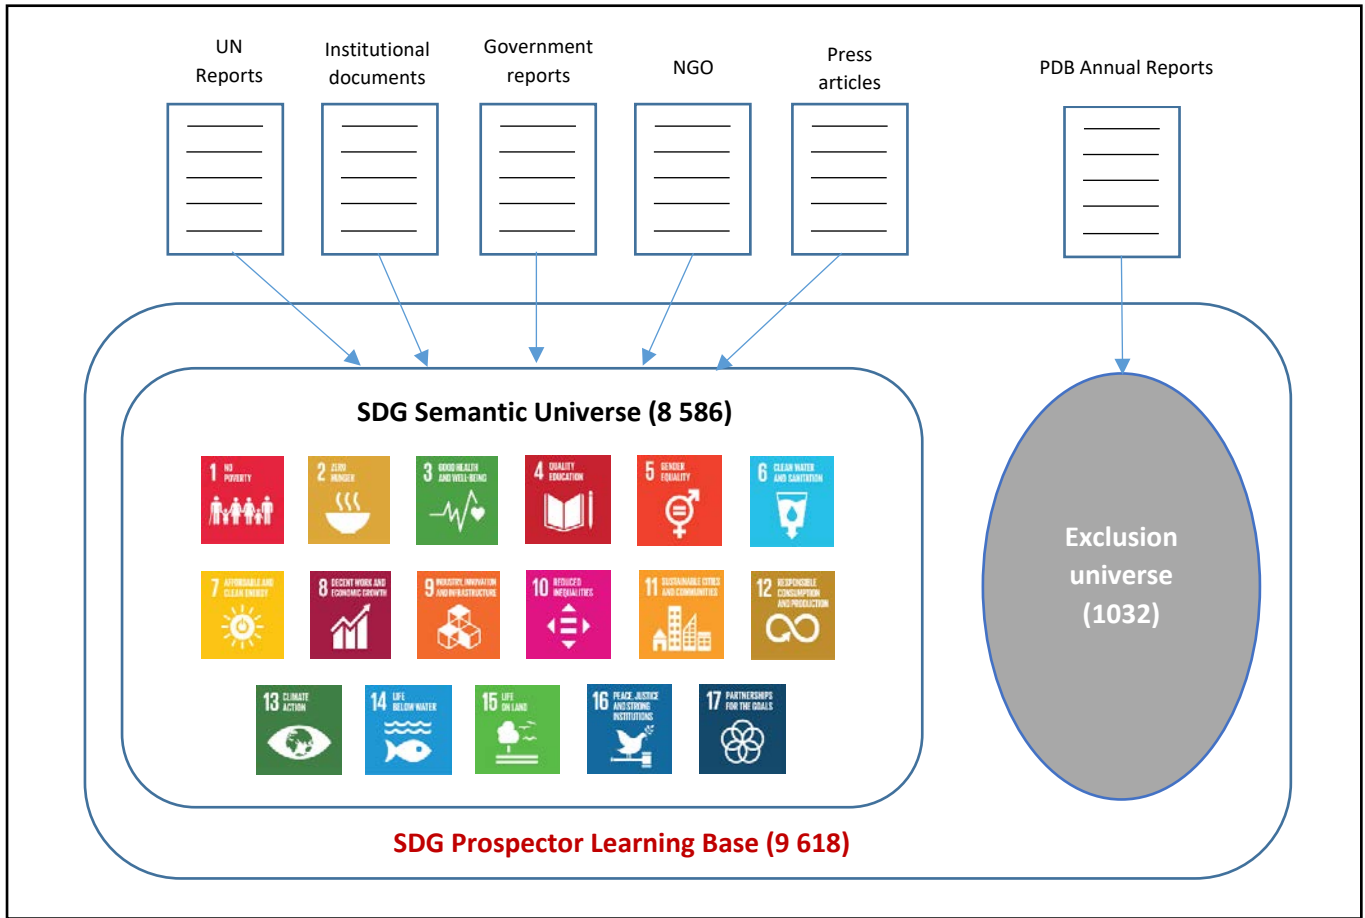 UN
Reports
Institutional
documents
Government
reports
NGO
Press
articles
PDB Annual Reports
SDG Semantic Universe (8 586)
1 NO
POVERTY
2 ZERO
HUNGER
3 GOOD HEALTH
AND WELL-BEING
4 QUALITY
EDUCATION
5 GENDER
EQUALITY
6 CLEAN WATER
AND SANITATION
7 AFFORDABLE AND
CLEAN ENERGY
8 DECENT WORK AND
ECONOMIC GROWTH
9 INDUSTRY, INNOVATION
AND INFRASTRUCTURE
10 REDUCED
INEQUALITIES
11 SUSTAINABLE CITIES
AND COMMUNITIES
12 RESPONSIBLE
CONSUMPTION
AND PRODUCTION
13 CLIMATE
ACTION
14 LIFE
BELOW WATER
15 LIFE
ON LAND
16 PEACE, JUSTICE
AND STRONG
INSTITUTIONS
17 PARTNERSHIPS
FOR THE GOALS
Exclusion
universe
(1032)
SDG Prospector Learning Base (9 618)